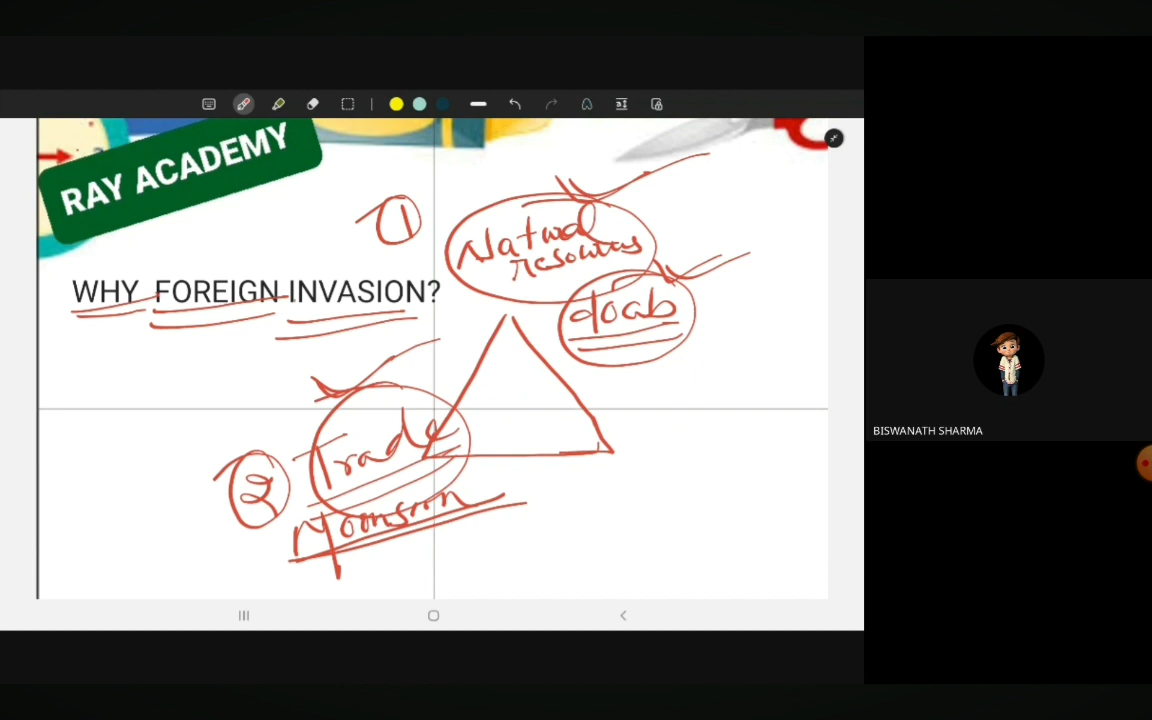 RAY ACADEMY
1
Natural
resources
WHY FOREIGN INVASION?
doab
2
Trade
Monsoon
BISWANATH SHARMA